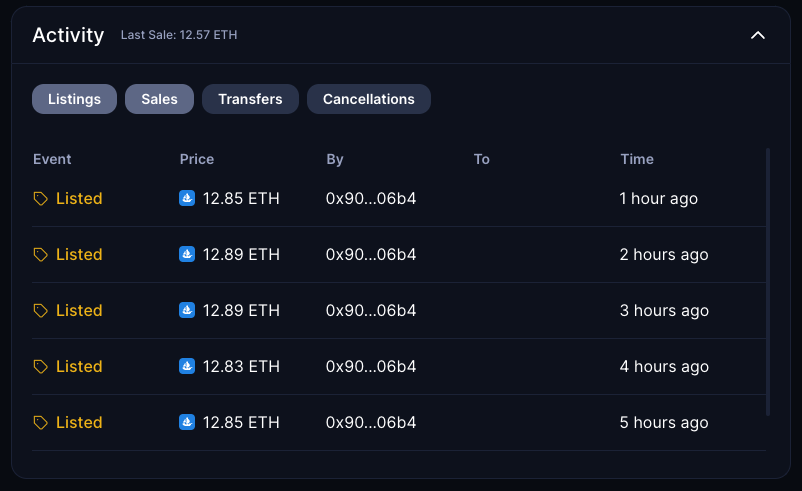 Activity Last Sale: 12.57 ETH
Listings Sales Transfers Cancellations
Event Price By To Time
Listed 12.85 ETH 0x90...06b4 1 hour ago
Listed 12.89 ETH 0x90...06b4 2 hours ago
Listed 12.89 ETH 0x90...06b4 3 hours ago
Listed 12.83 ETH 0x90...06b4 4 hours ago
Listed 12.85 ETH 0x90...06b4 5 hours ago